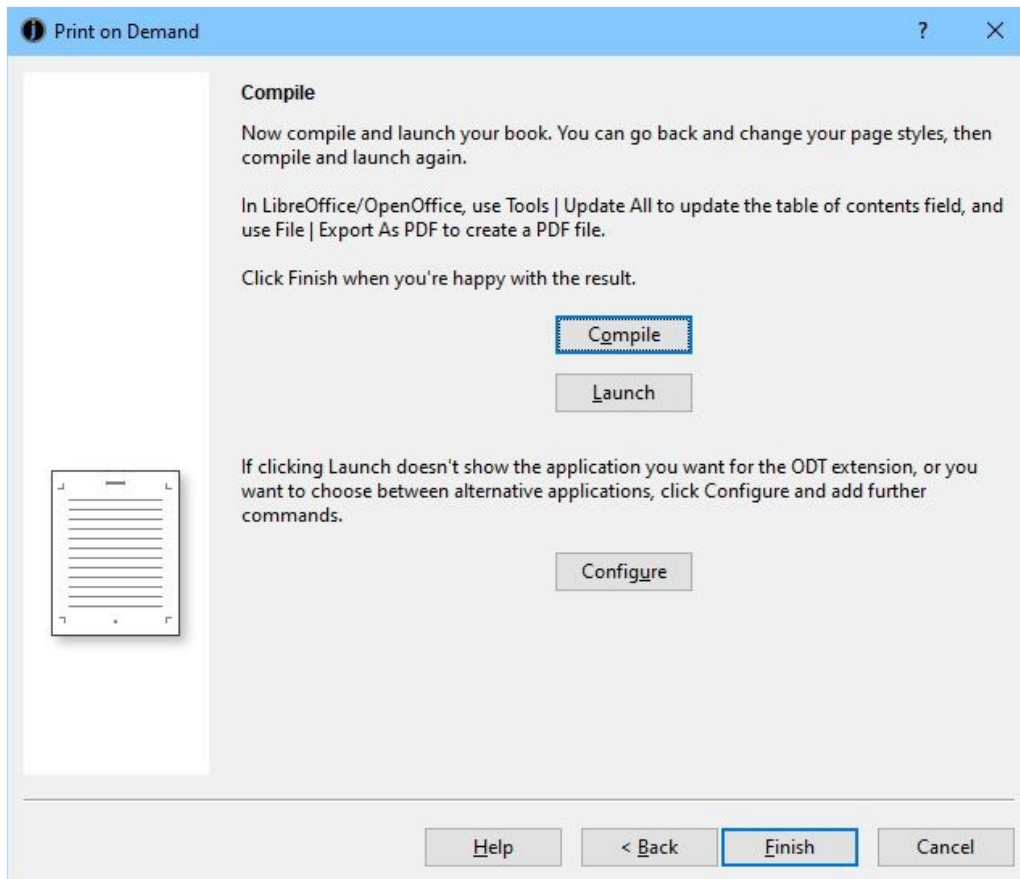 Print on Demand
?
Compile
Now compile and launch your book. You can go back and change your page styles, then
compile and launch again.
In LibreOffice/OpenOffice, use Tools | Update All to update the table of contents field, and
use File | Export As PDF to create a PDF file.
Click Finish when you're happy with the result.
Compile
Launch
If clicking Launch doesn't show the application you want for the ODT extension, or you
want to choose between alternative applications, click Configure and add further
commands.
Configure
Help
< Back
Finish
Cancel